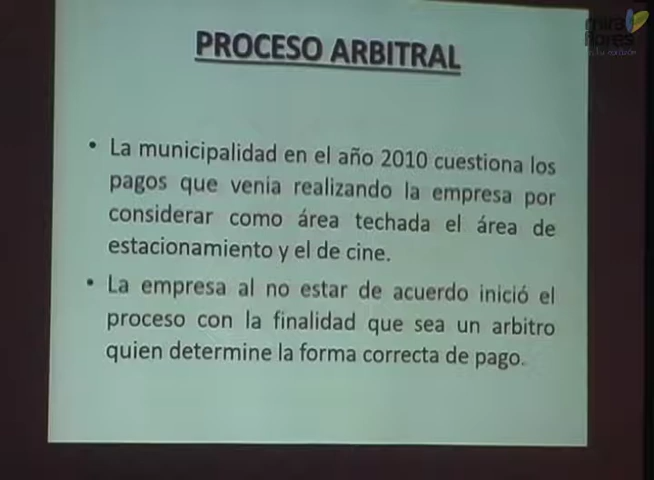 PROCESO ARBITRAL
• La municipalidad en el año 2010 cuestiona los
pagos que venia realizando la empresa por
considerar como área techada el área de
estacionamiento y el de cine.
• La empresa al no estar de acuerdo inició el
proceso con la finalidad que sea un arbitro
quien determine la forma correcta de pago.
mira
flores